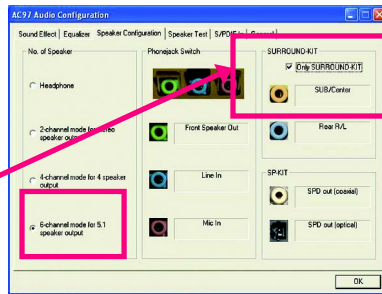 AC97 Audio Configuration
Sound Effect | Equalizer | Speaker Configuration | Speaker Test | S/PDIF In | General
No. of Speaker
Headphone
2-channel mode for stereo
speaker output
4-channel mode for 4 speaker
output
6-channel mode for 5.1
speaker output
Phonejack Switch
Front Speaker Out
Line In
Mic In
SURROUND-KIT
Only SURROUND-KIT
SUB/Center
Rear R/L
SP-KIT
SPD out (coaxial)
SPD out (optical)
OK